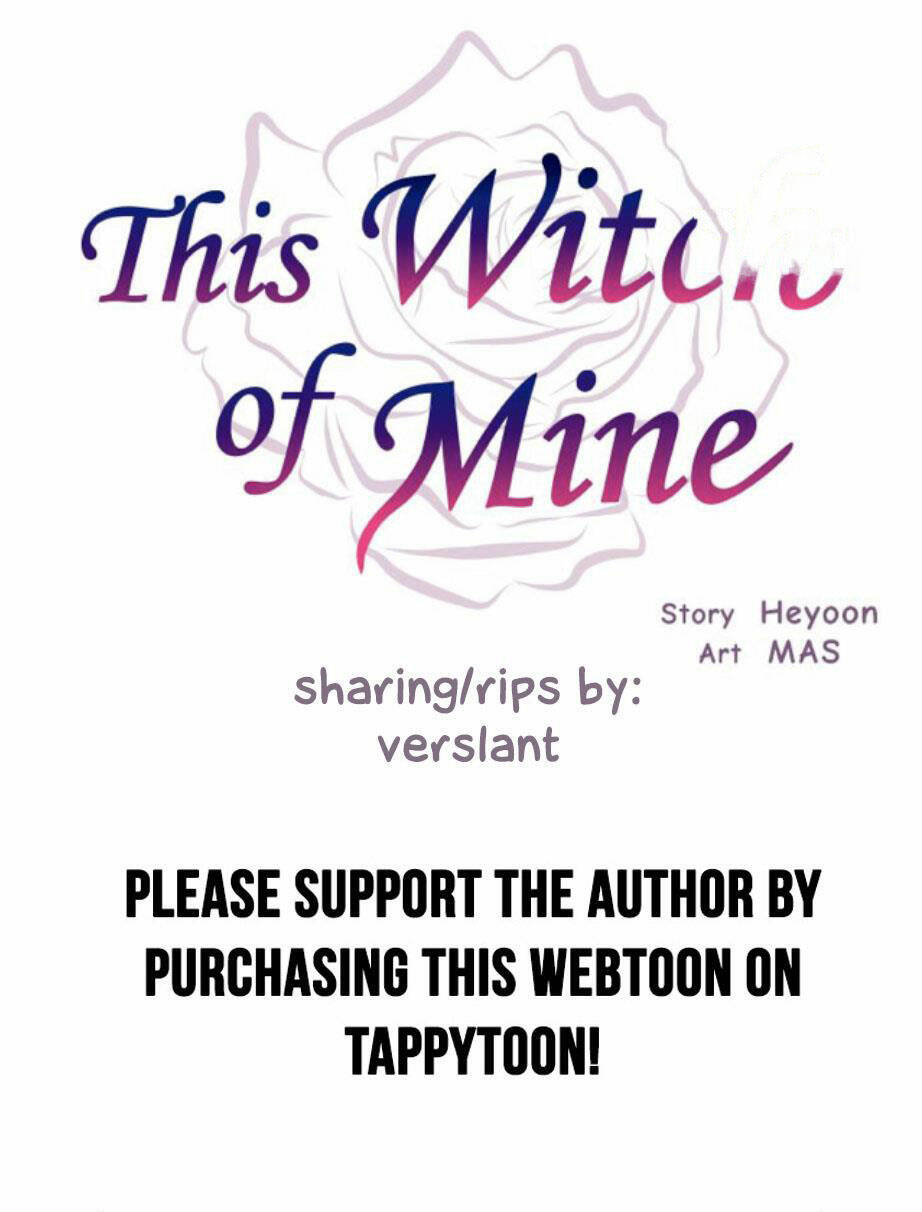 This Witch
of Mine
Story Heyoon
Art MAS
sharing/rips by:
verslant
PLEASE SUPPORT THE AUTHOR BY
PURCHASING THIS WEBTOON ON
TAPPYTOON!